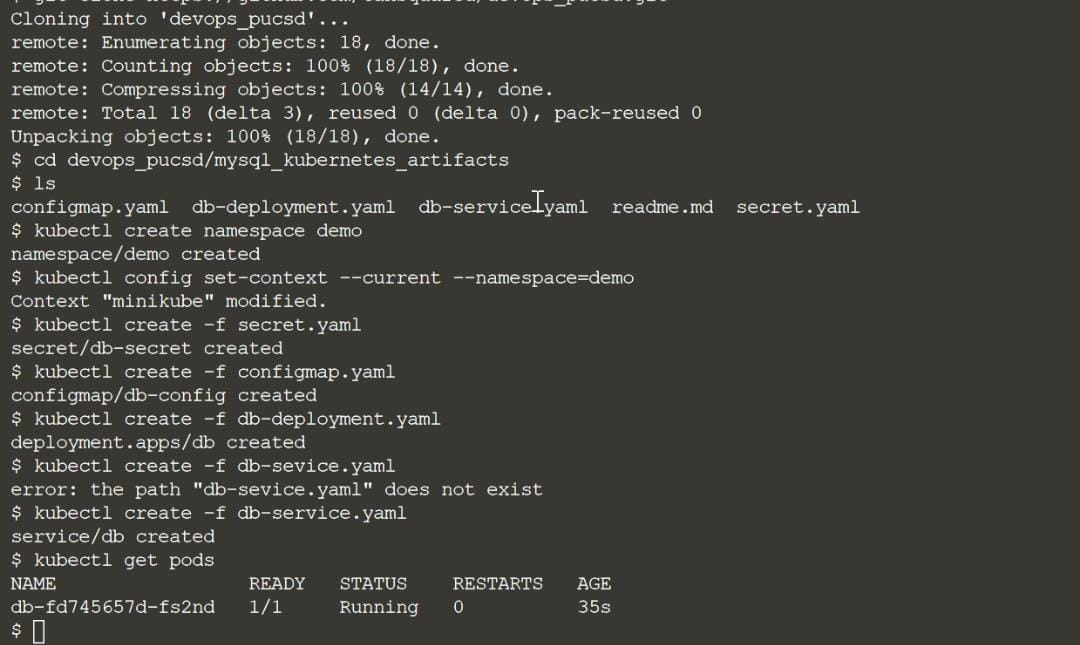 Cloning into 'devops_pucsd'...
remote: Enumerating objects: 18, done.
remote: Counting objects: 100% (18/18), done.
remote: Compressing objects: 100% (14/14), done.
remote: Total 18 (delta 3), reused 0 (delta 0), pack-reused 0
Unpacking objects: 100% (18/18), done.
$ cd devops_pucsd/mysql_kubernetes_artifacts
$ ls
configmap.yaml  db-deployment.yaml  db-service.yaml  readme.md  secret.yaml
$ kubectl create namespace demo
namespace/demo created
$ kubectl config set-context --current --namespace=demo
Context "minikube" modified.
$ kubectl create -f secret.yaml
secret/db-secret created
$ kubectl create -f configmap.yaml
configmap/db-config created
$ kubectl create -f db-deployment.yaml
deployment.apps/db created
$ kubectl create -f db-sevice.yaml
error: the path "db-sevice.yaml" does not exist
$ kubectl create -f db-service.yaml
service/db created
$ kubectl get pods
NAME                 READY   STATUS    RESTARTS   AGE
db-fd745657d-fs2nd   1/1     Running   0          35s
$